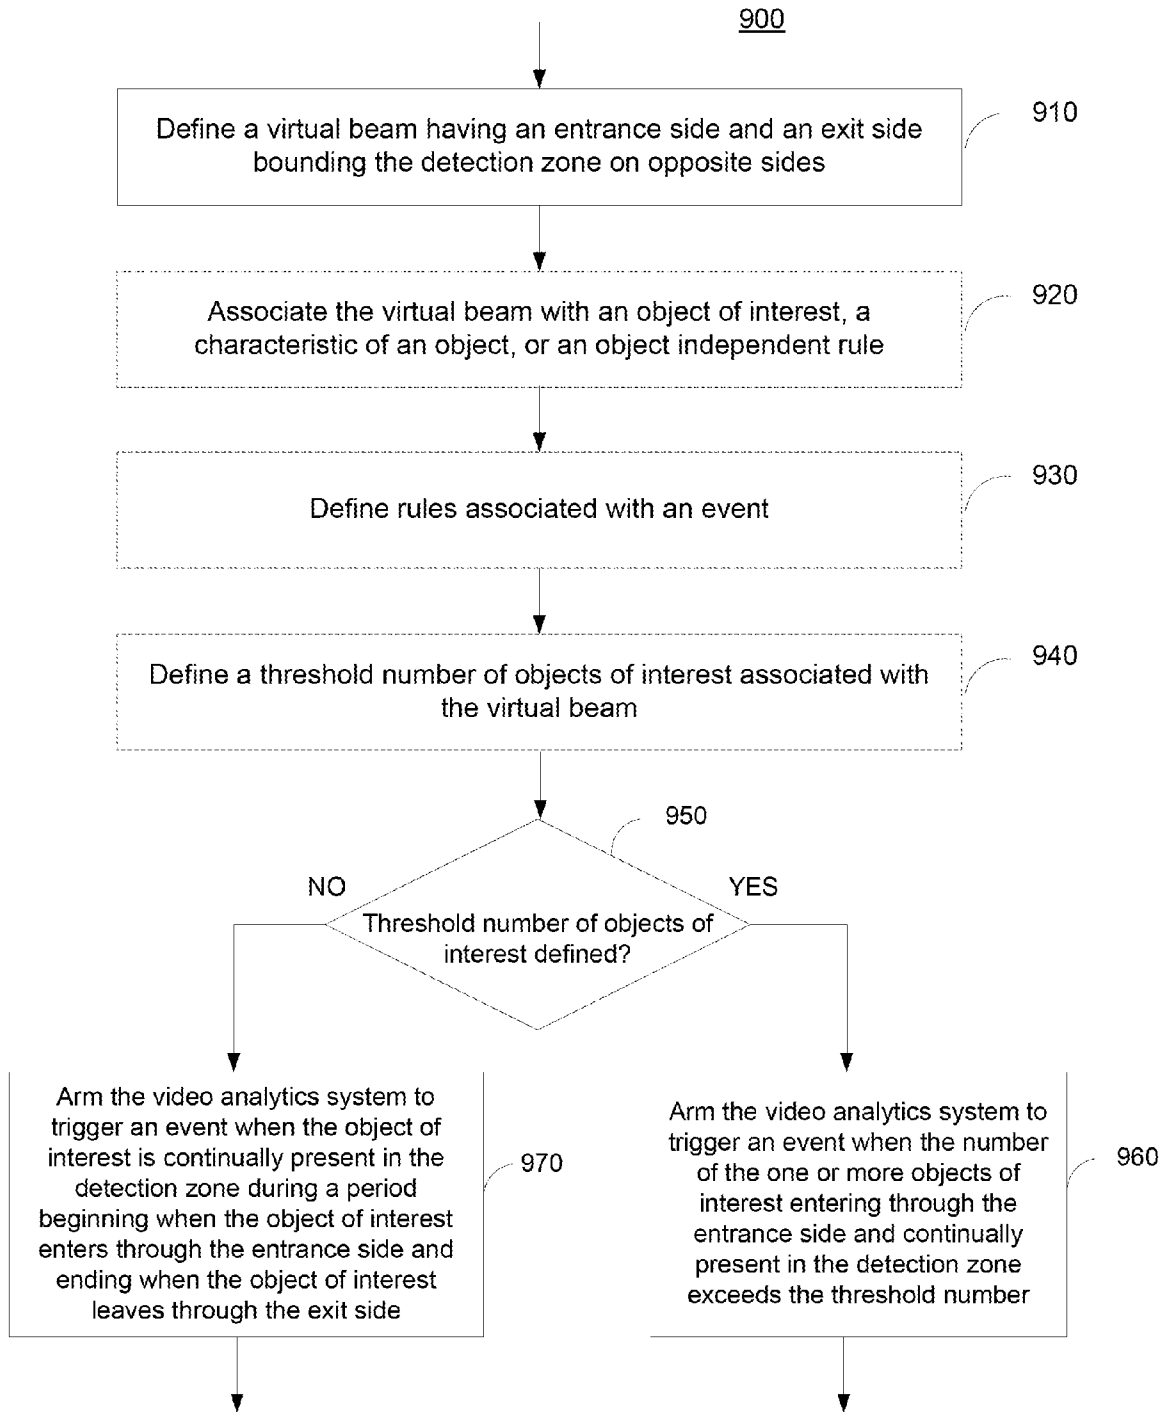 900
Define a virtual beam having an entrance side and an exit side
bounding the detection zone on opposite sides
910
Associate the virtual beam with an object of interest, a
characteristic of an object, or an object independent rule
920
Define rules associated with an event
930
Define a threshold number of objects of interest associated with
the virtual beam
940
950
NO
YES
Threshold number of objects of
interest defined?
Arm the video analytics system to
trigger an event when the object of
interest is continually present in the
detection zone during a period
beginning when the object of interest
enters through the entrance side and
ending when the object of interest
leaves through the exit side
970
Arm the video analytics system to
trigger an event when the number
of the one or more objects of
interest entering through the
entrance side and continually
present in the detection zone
exceeds the threshold number
960